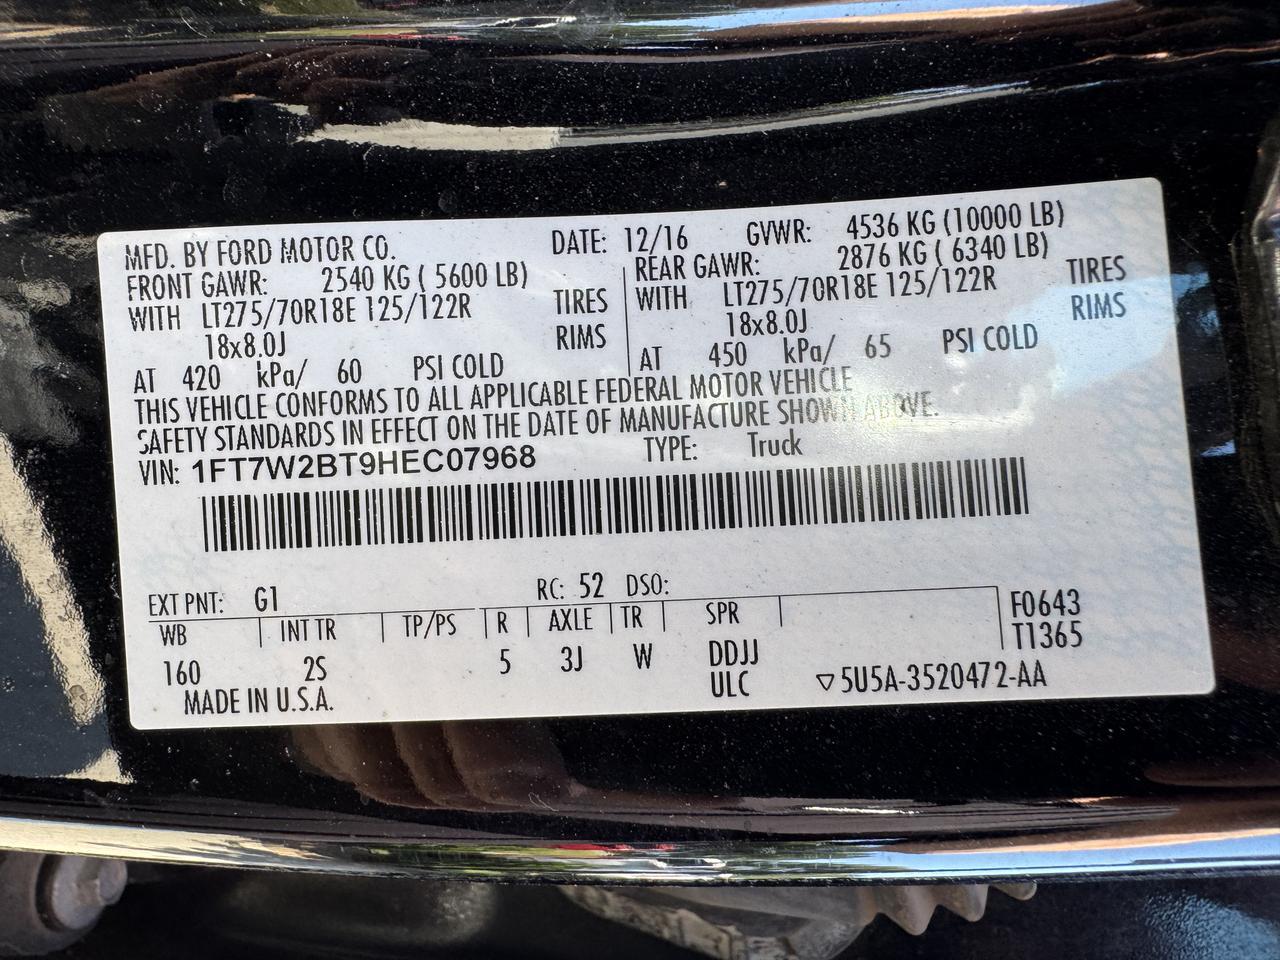 MFD. BY FORD MOTOR CO. DATE: 12/16 GVWR: 4536 KG (10000 LB)
FRONT GAWR: 2540 KG ( 5600 LB) REAR GAWR: 2876 KG ( 6340 LB)
WITH LT275/70R18E 125/122R TIRES WITH LT275/70R18E 125/122R TIRES
18x8.0J RIMS 18x8.0J RIMS
AT 420 kPa/ 60 PSI COLD AT 450 kPa/ 65 PSI COLD
THIS VEHICLE CONFORMS TO ALL APPLICABLE FEDERAL MOTOR VEHICLE
SAFETY STANDARDS IN EFFECT ON THE DATE OF MANUFACTURE SHOWN ABOVE.
VIN: 1FT7W2BT9HEC07968 TYPE: Truck
EXT PNT: G1 RC: 52 DSO:
WB INT TR TP/PS R AXLE TR SPR F0643
160 2S 5 3J W DDJJ T1365
MADE IN U.S.A. ULC ▽5U5A-3520472-AA